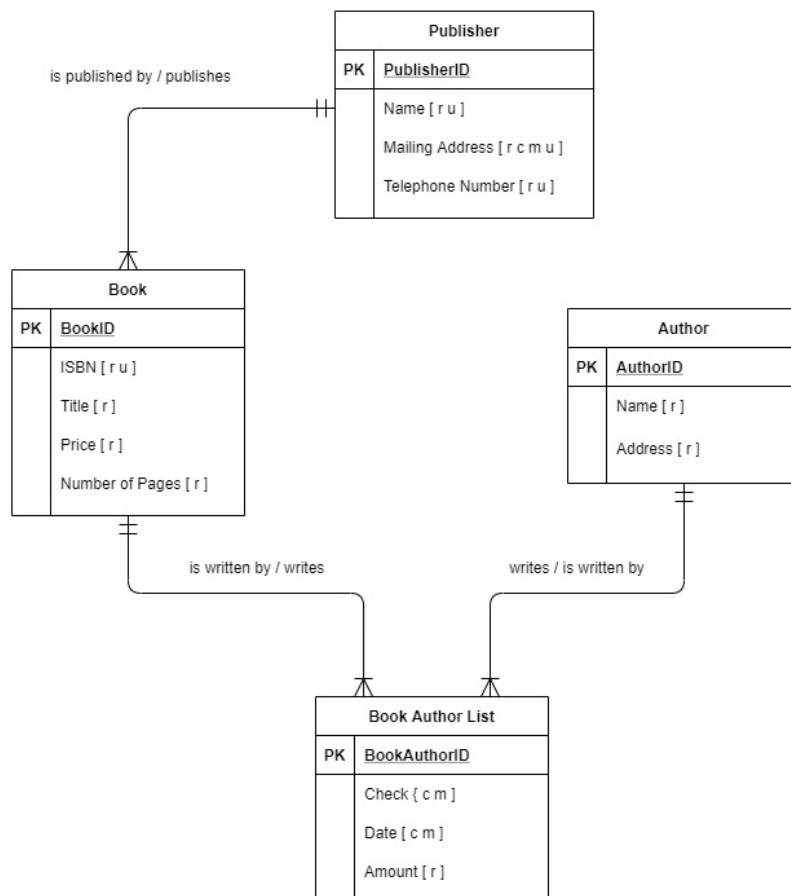 Publisher
is published by / publishes
PK PublisherID
Name [ r u ]
Mailing Address [ r c m u ]
Telephone Number [ r u ]
Book
PK BookID
ISBN [ r u ]
Title [ r ]
Price [ r ]
Number of Pages [ r ]
Author
PK AuthorID
Name [ r ]
Address [ r ]
is written by / writes
writes / is written by
Book Author List
PK BookAuthorID
Check { c m ]
Date [ c m ]
Amount [ r ]